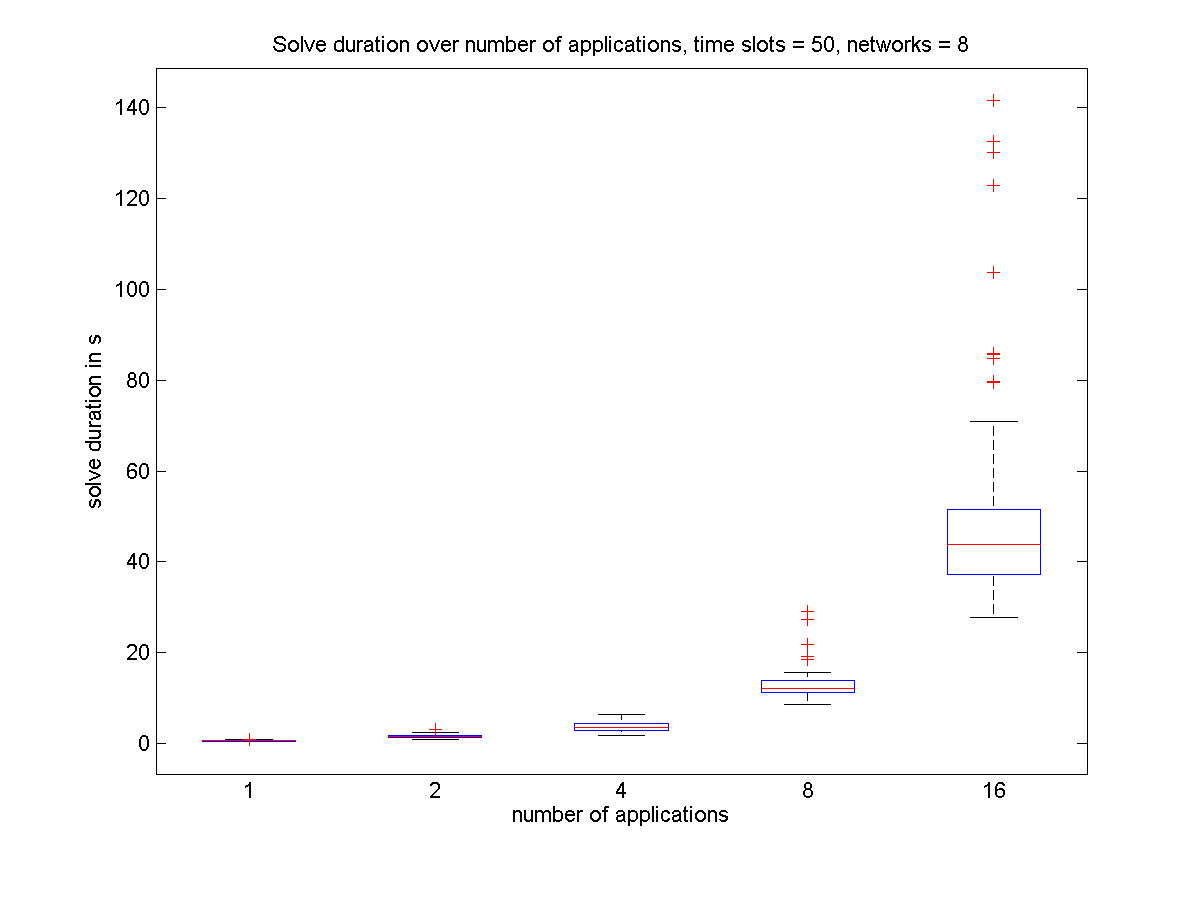 Solve duration over number of applications, time slots = 50, networks = 8
140
120
100
80
60
40
20
0
solve duration in s
1 2 4 8 16
number of applications